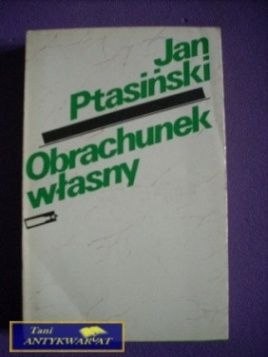 Jan
Ptasiński
Obrachunek
własny
Tani
ANTYKWARIAT